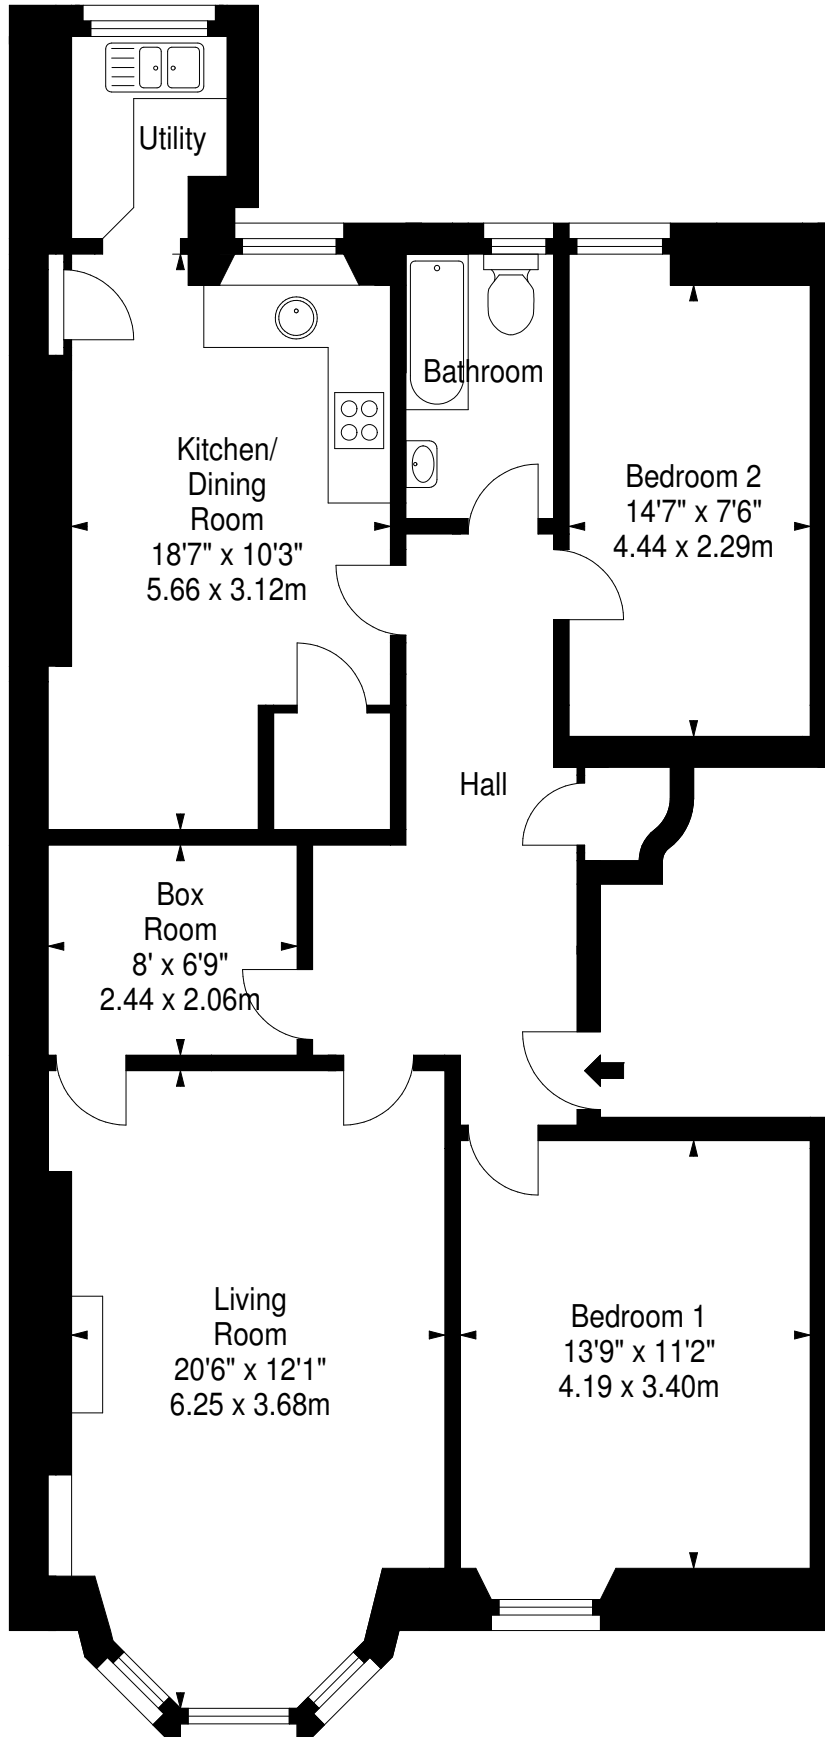 Utility
Bathroom
Kitchen/
Dining
Room
18'7" x 10'3"
5.66 x 3.12m
Bedroom 2
14'7" x 7'6"
4.44 x 2.29m
Hall
Box
Room
8' x 6'9"
2.44 x 2.06m
Living
Room
20'6" x 12'1"
6.25 x 3.68m
Bedroom 1
13'9" x 11'2"
4.19 x 3.40m